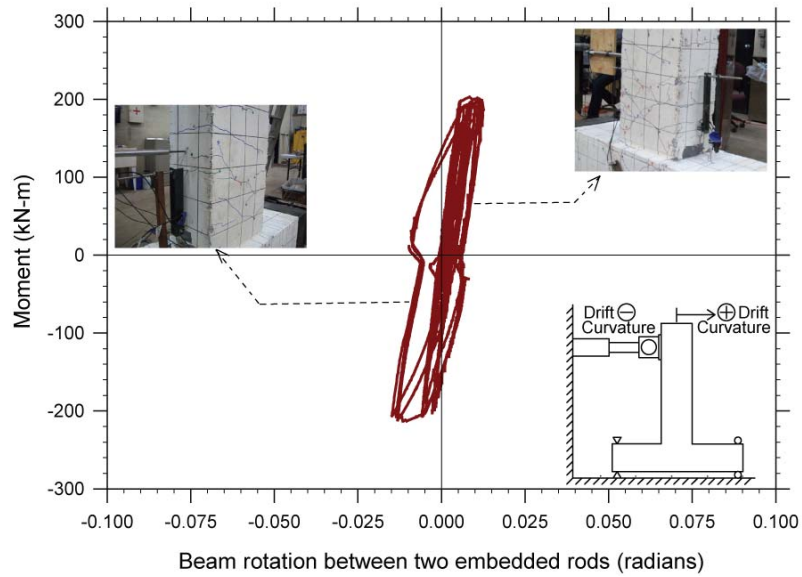 300
200
100
0
-100
-200
-300
Moment (kN-m)
Drift ⊖ ⊕ Drift
Curvature Curvature
-0.100 -0.075 -0.050 -0.025 0.000 0.025 0.050 0.075 0.100
Beam rotation between two embedded rods (radians)